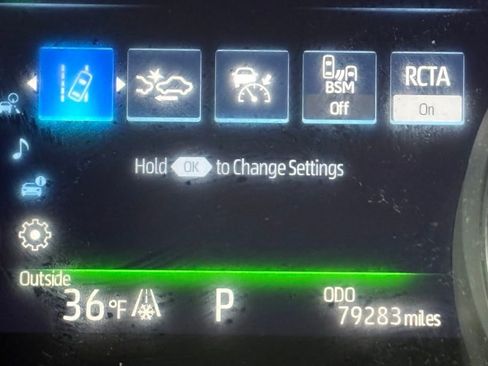 BSM
Off
RCTA
On
Hold OK to Change Settings
Outside
36°F
P
ODO
79283 miles